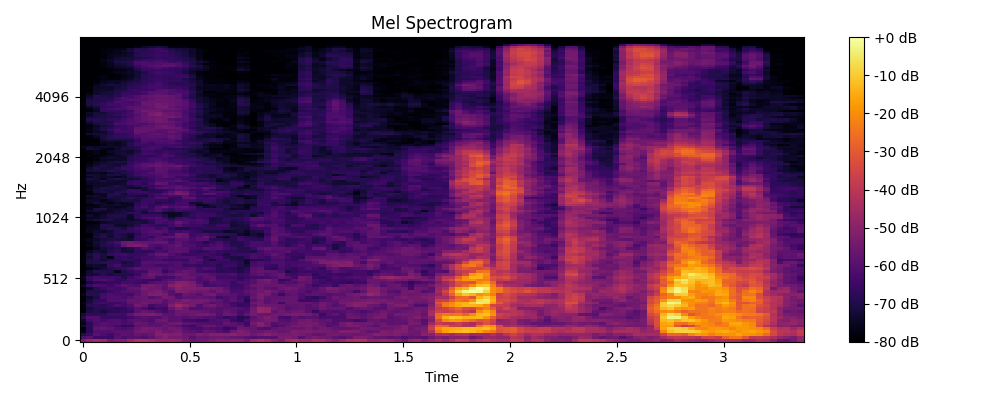 Mel Spectrogram
+0 dB
-10 dB
-20 dB
-30 dB
-40 dB
-50 dB
-60 dB
-70 dB
-80 dB
Hz
4096
2048
1024
512
0
0
0.5
1
1.5
2
2.5
3
Time